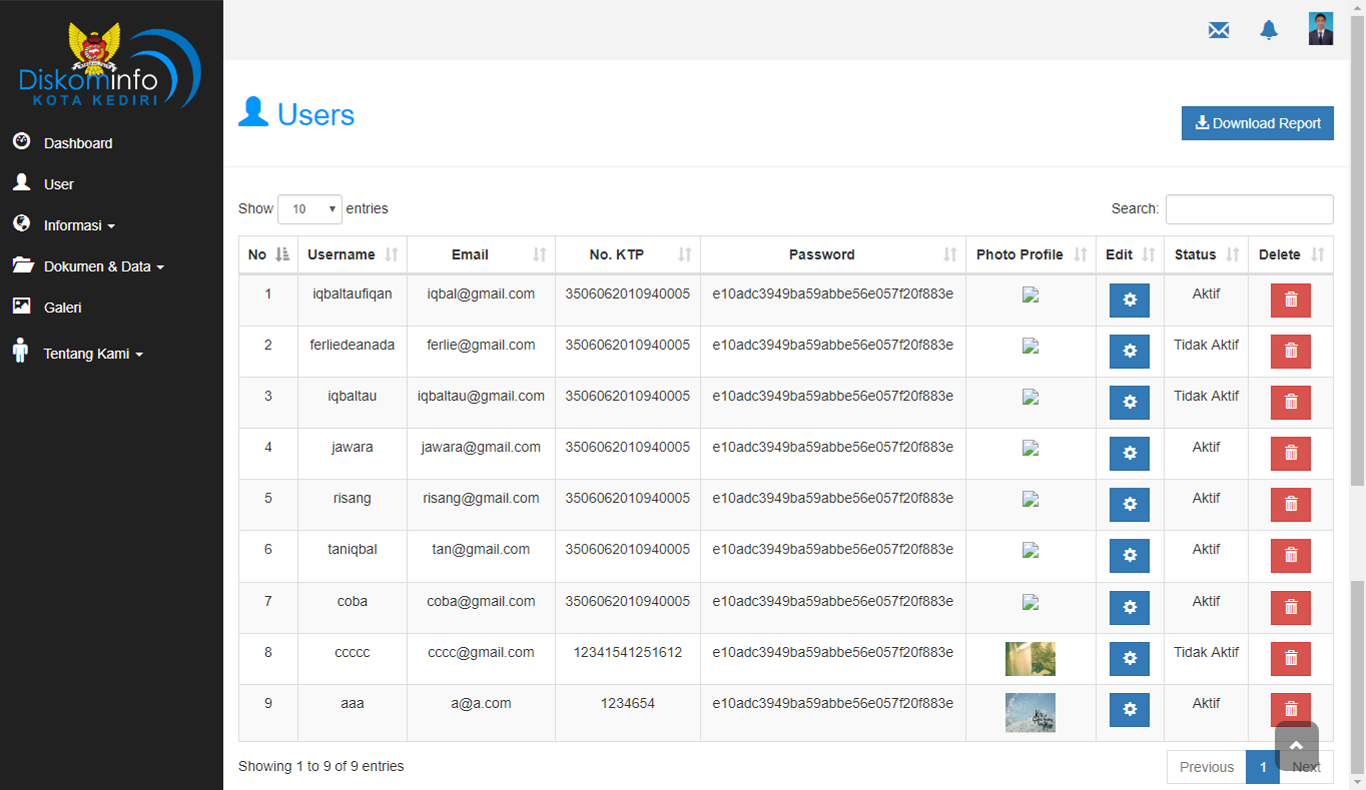 Diskominfo
KOTA KEDIRI
Dashboard
User
Informasi
Dokumen & Data
Galeri
Tentang Kami
Users
Download Report
Show 10 entries
Search:
No Username Email No. KTP Password Photo Profile Edit Status Delete
1 iqbaltaufiqan iqbal@gmail.com 3506062010940005 e10adc3949ba59abbe56e057f20f883e Aktif
2 ferliedeanada ferlie@gmail.com 3506062010940005 e10adc3949ba59abbe56e057f20f883e Tidak Aktif
3 iqbaltau iqbaltau@gmail.com 3506062010940005 e10adc3949ba59abbe56e057f20f883e Tidak Aktif
4 jawara jawara@gmail.com 3506062010940005 e10adc3949ba59abbe56e057f20f883e Aktif
5 risang risang@gmail.com 3506062010940005 e10adc3949ba59abbe56e057f20f883e Aktif
6 taniqbal tan@gmail.com 3506062010940005 e10adc3949ba59abbe56e057f20f883e Aktif
7 coba coba@gmail.com 3506062010940005 e10adc3949ba59abbe56e057f20f883e Aktif
8 ccccc cccc@gmail.com 12341541251612 e10adc3949ba59abbe56e057f20f883e Tidak Aktif
9 aaa a@a.com 1234654 e10adc3949ba59abbe56e057f20f883e Aktif
Showing 1 to 9 of 9 entries
Previous 1 Next